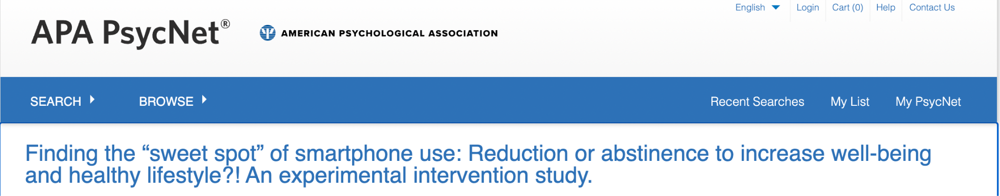 English Login Cart (0) Help Contact Us
APA PsycNet® AMERICAN PSYCHOLOGICAL ASSOCIATION
SEARCH BROWSE Recent Searches My List My PsycNet
Finding the “sweet spot” of smartphone use: Reduction or abstinence to increase well-being
and healthy lifestyle?! An experimental intervention study.